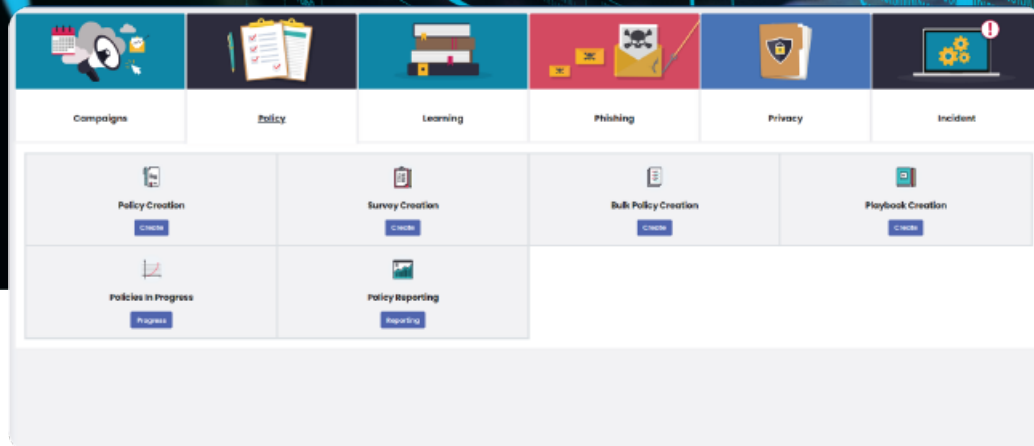 Campaigns
Policy
Learning
Phishing
Privacy
Incident
Policy Creation
Create
Survey Creation
Create
Bulk Policy Creation
Create
Playbook Creation
Create
Policies In Progress
Progress
Policy Reporting
Reporting